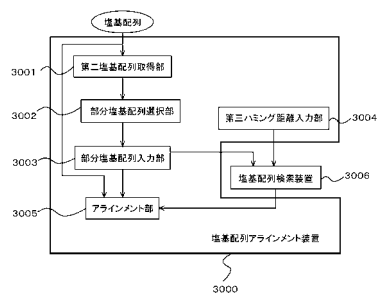 塩基配列
3001
第二塩基配列取得部
3002
部分塩基配列選択部
第三ハミング距離入力部
3004
3003
部分塩基配列入力部
塩基配列検索装置
3006
3005
アラインメント部
塩基配列アラインメント装置
3000